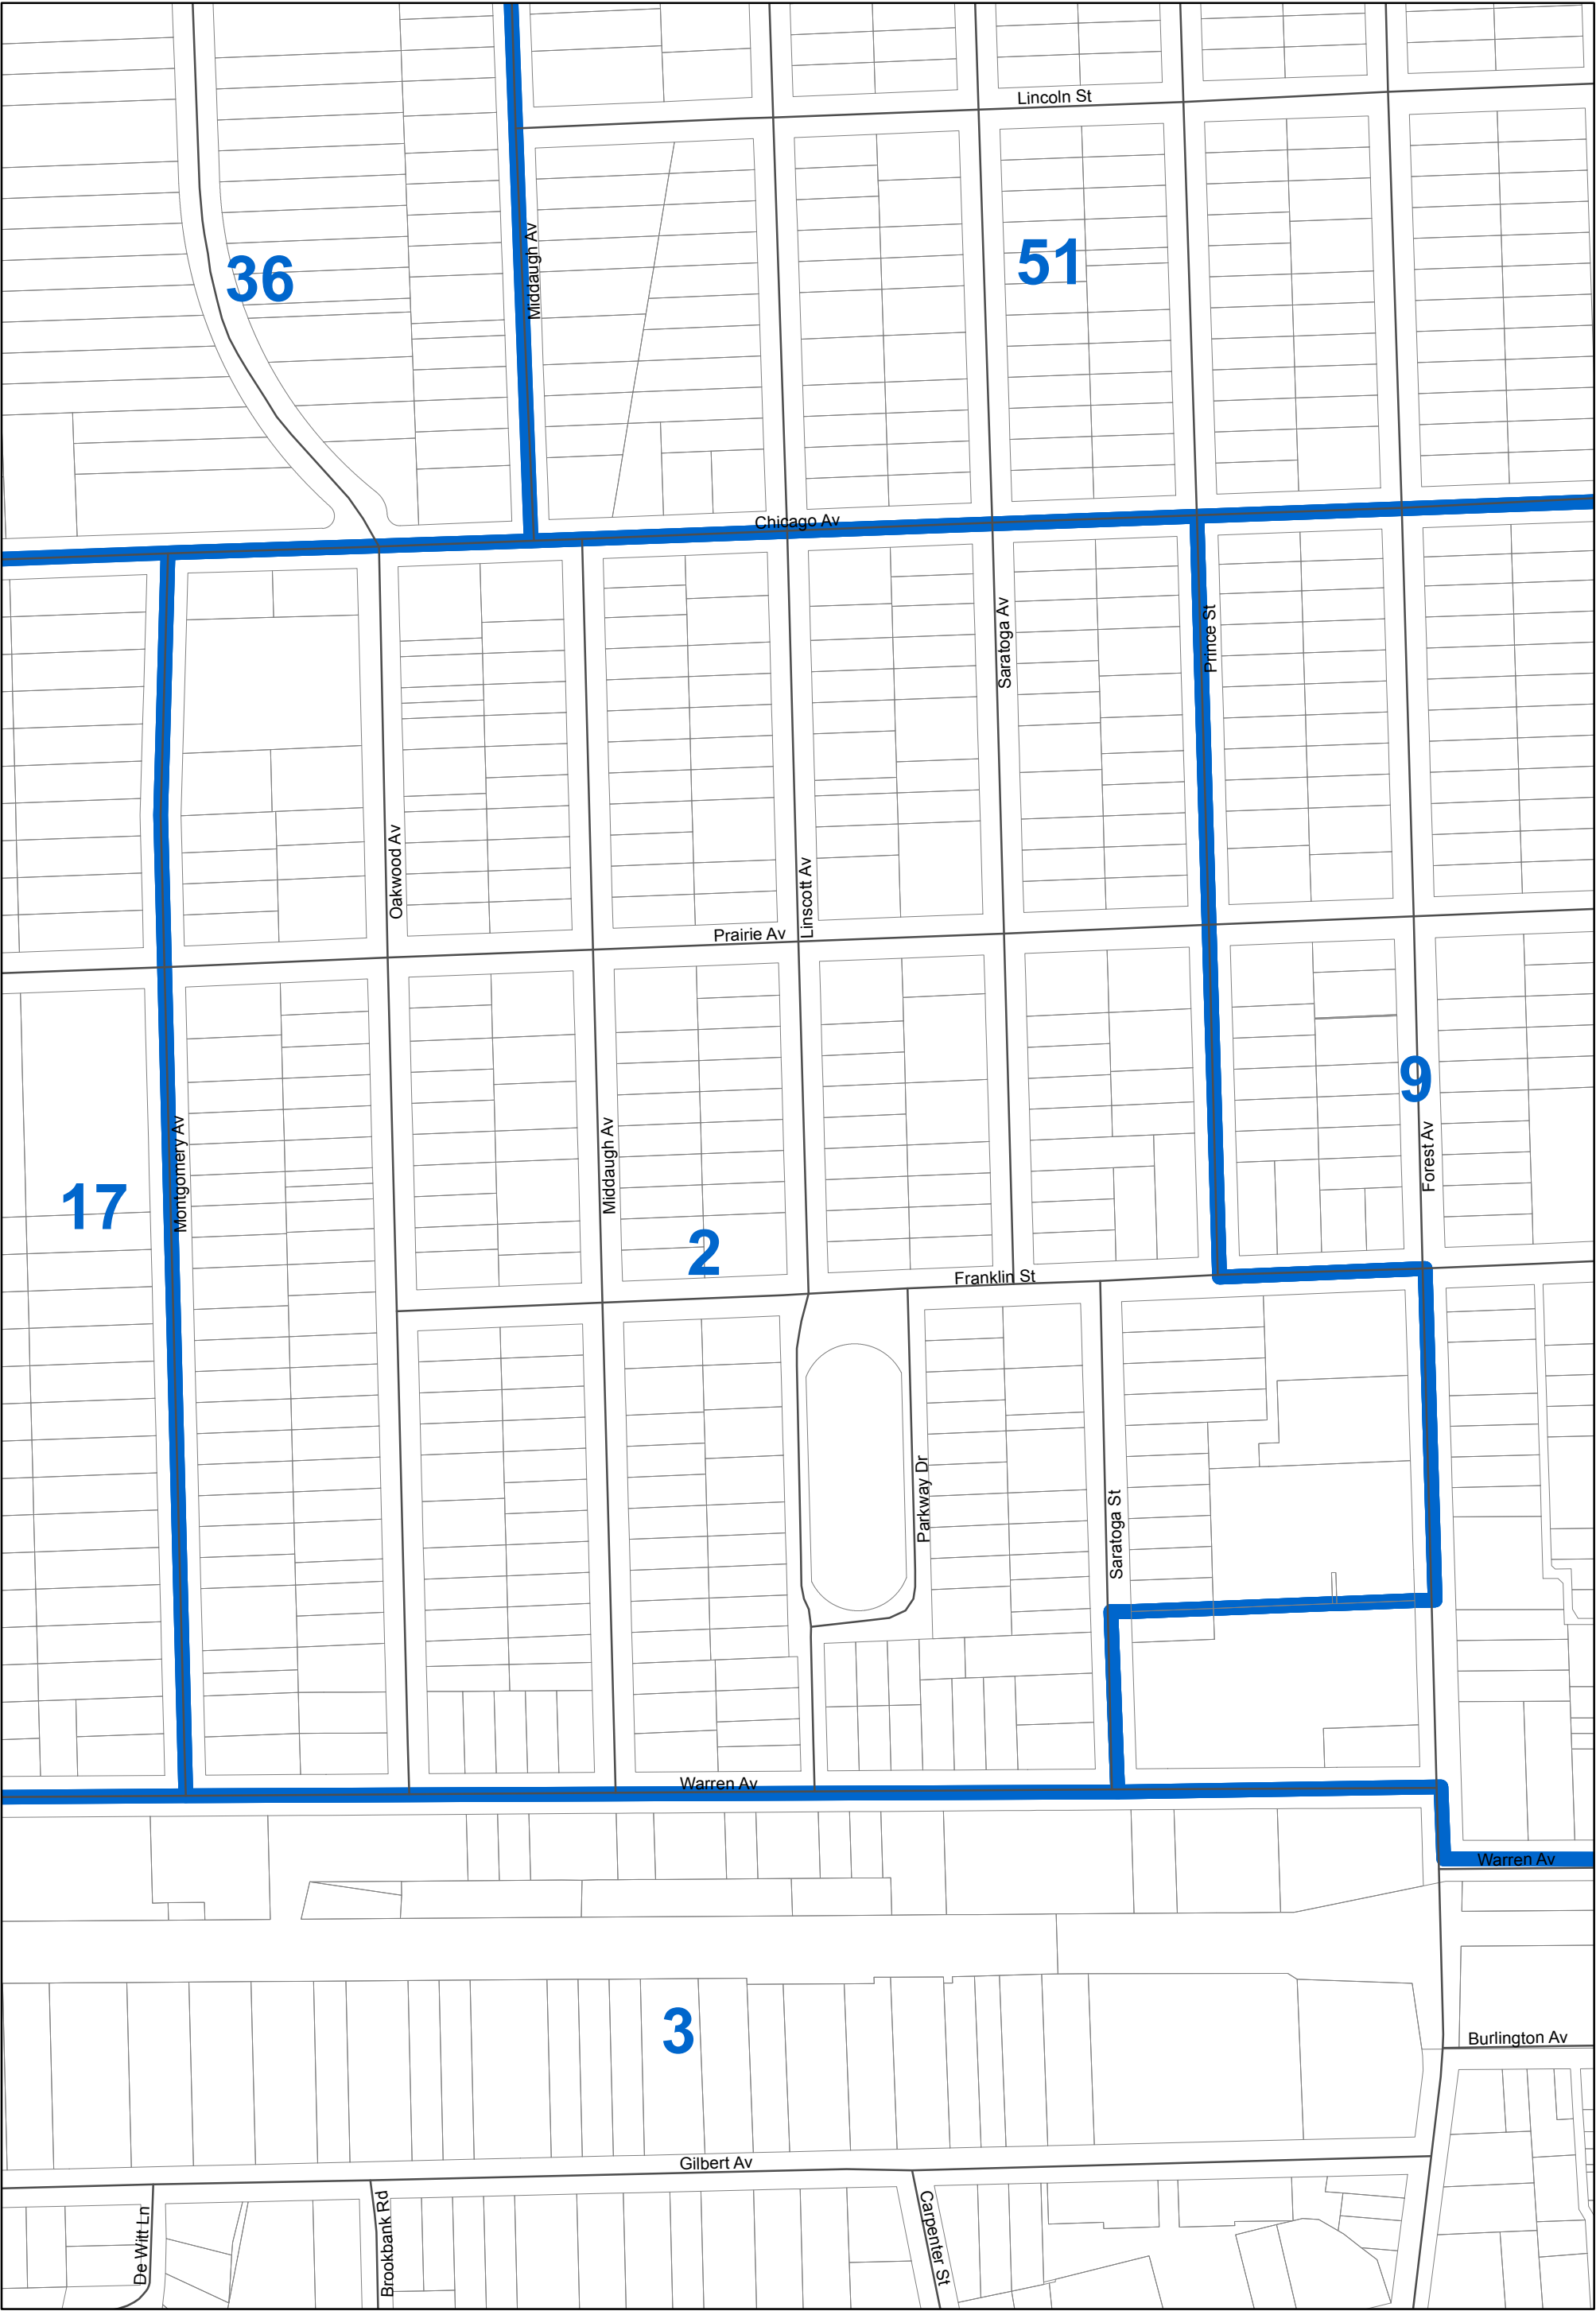 Lincoln St
Middaugh Av
36
51
Chicago Av
Saratoga Av
Prince St
Oakwood Av
Linscott Av
Prairie Av
9
Montgomery Av
Middaugh Av
Forest Av
17
2
Franklin St
Parkway Dr
Saratoga St
Warren Av
Warren Av
3
Burlington Av
Gilbert Av
De Witt Ln
Brookbank Rd
Carpenter St